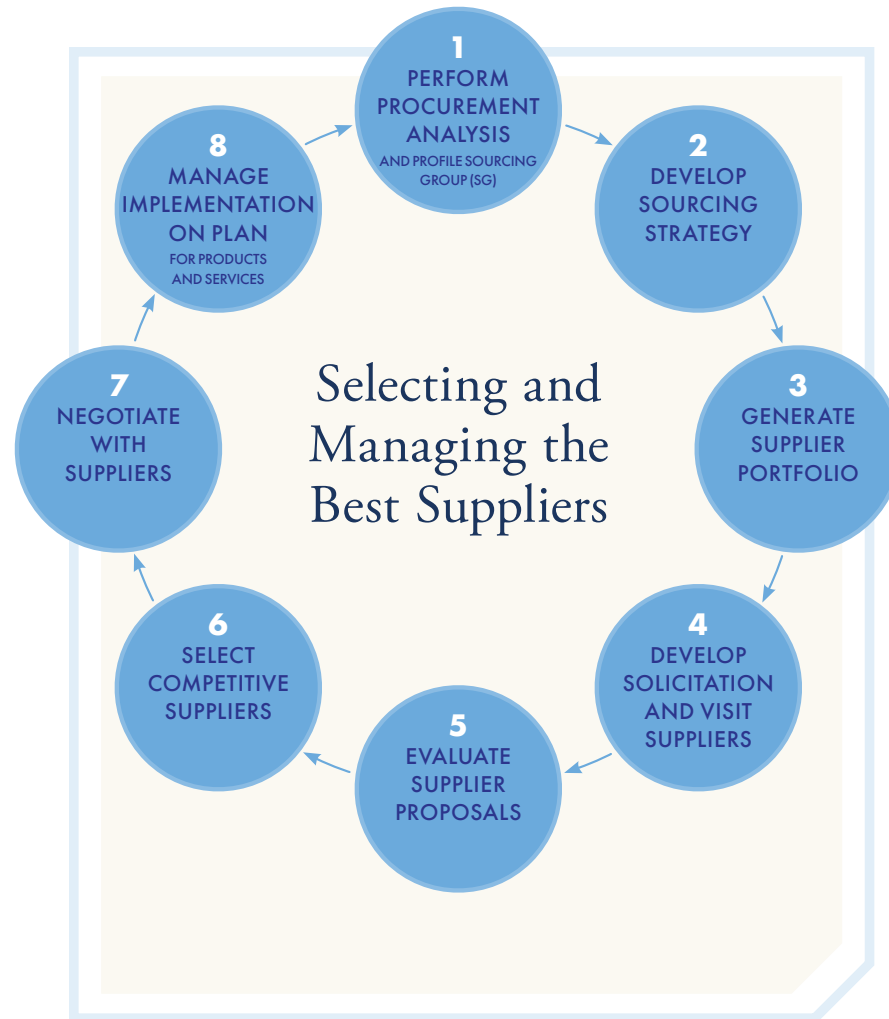 1
PERFORM
PROCUREMENT
ANALYSIS
AND PROFILE SOURCING
GROUP (SG)
2
DEVELOP
SOURCING
STRATEGY
3
GENERATE
SUPPLIER
PORTFOLIO
4
DEVELOP
SOLICITATION
AND VISIT
SUPPLIERS
5
EVALUATE
SUPPLIER
PROPOSALS
6
SELECT
COMPETITIVE
SUPPLIERS
7
NEGOTIATE
WITH
SUPPLIERS
8
MANAGE
IMPLEMENTATION
ON PLAN
FOR PRODUCTS
AND SERVICES
Selecting and
Managing the
Best Suppliers